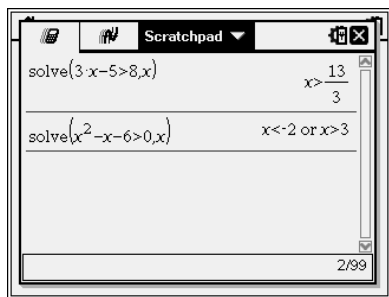 Scratchpad
solve(3·x−5>8,x)
x>13/3
solve(x²−x−6>0,x)
x<-2 or x>3
2/99